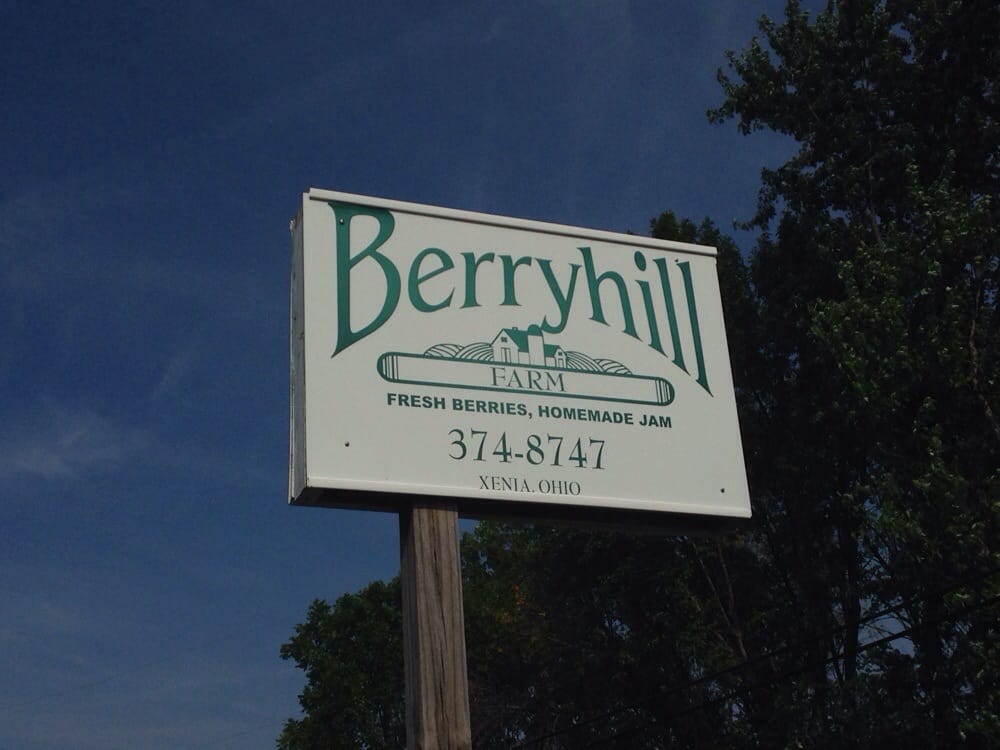 Berryhill
FARM
FRESH BERRIES, HOMEMADE JAM
374-8747
XENIA, OHIO